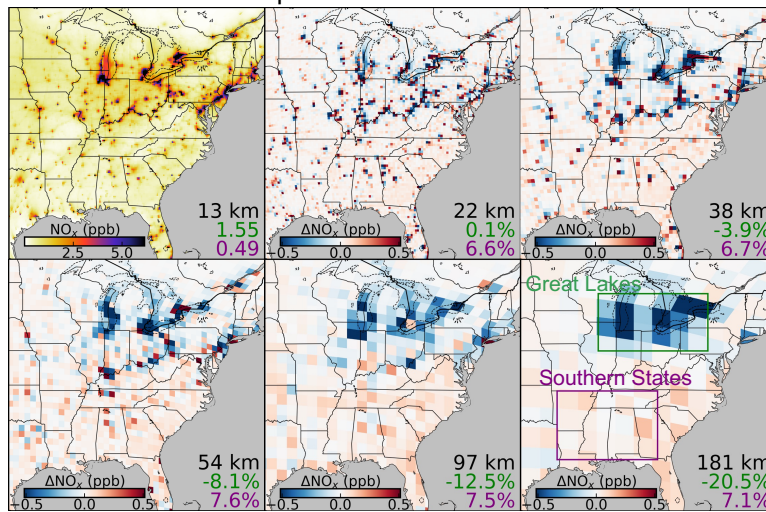 13 km
1.55
0.49
NOx (ppb)
2.5 5.0
22 km
0.1%
6.6%
ΔNOx (ppb)
−0.5 0.0 0.5
38 km
-3.9%
6.7%
ΔNOx (ppb)
−0.5 0.0 0.5
54 km
-8.1%
7.6%
ΔNOx (ppb)
−0.5 0.0 0.5
97 km
-12.5%
7.5%
ΔNOx (ppb)
−0.5 0.0 0.5
Great Lakes
Southern States
181 km
-20.5%
7.1%
ΔNOx (ppb)
−0.5 0.0 0.5